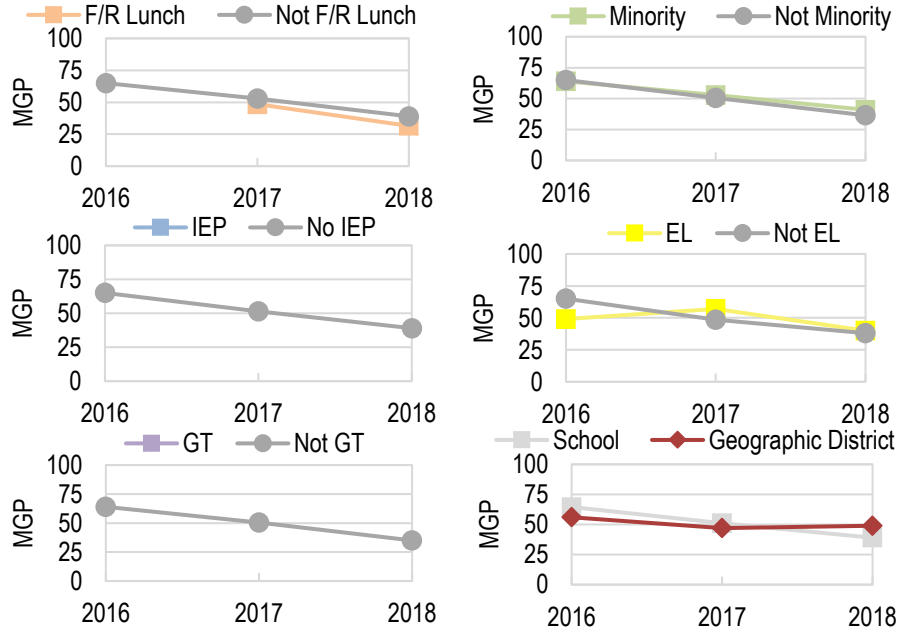 F/R Lunch Not F/R Lunch
100
75
50
25
0
MGP
2016 2017 2018
Minority Not Minority
100
75
50
25
0
MGP
2016 2017 2018
IEP No IEP
100
75
50
25
0
MGP
2016 2017 2018
EL Not EL
100
75
50
25
0
MGP
2016 2017 2018
GT Not GT
100
75
50
25
0
MGP
2016 2017 2018
School Geographic District
100
75
50
25
0
MGP
2016 2017 2018